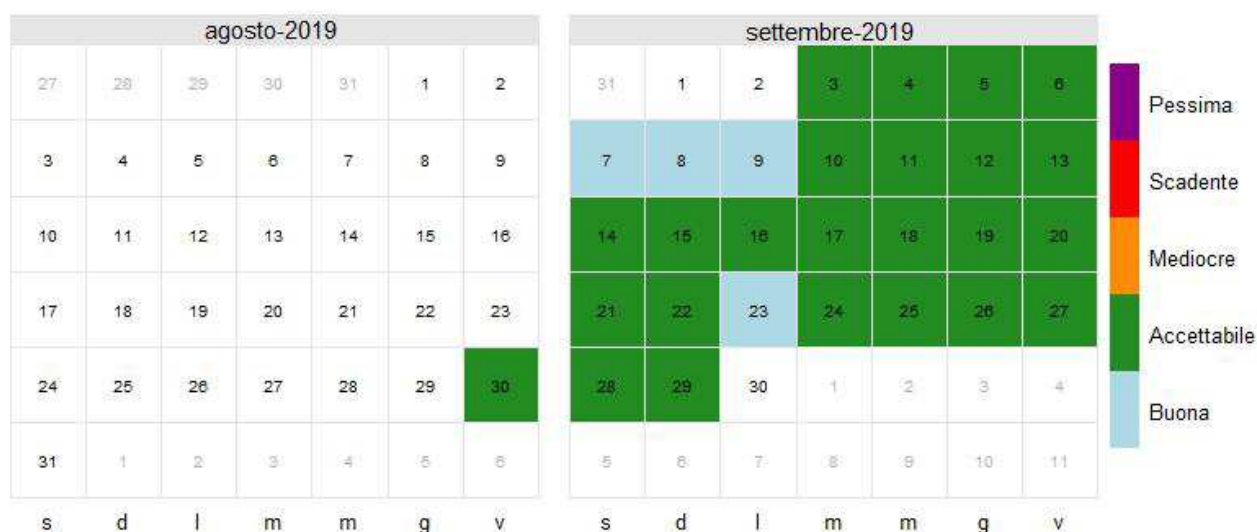 agosto-2019
27 28 29 30 31 1 2
3 4 5 6 7 8 9
10 11 12 13 14 15 16
17 18 19 20 21 22 23
24 25 26 27 28 29 30
31 1 2 3 4 5 6
s d l m m g v
settembre-2019
31 1 2 3 4 5 6
7 8 9 10 11 12 13
14 15 16 17 18 19 20
21 22 23 24 25 26 27
28 29 30 1 2 3 4
5 6 7 8 9 10 11
s d l m m g v
Pessima
Scadente
Mediocre
Accettabile
Buona